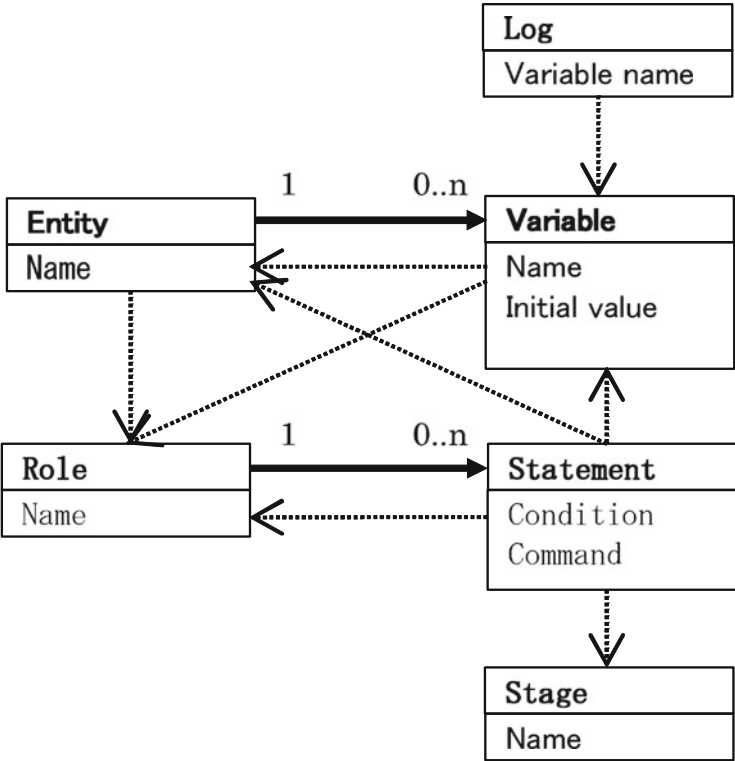 Log
Variable name
1
0..n
Entity
Name
Variable
Name
Initial value
1
0..n
Role
Name
Statement
Condition
Command
Stage
Name